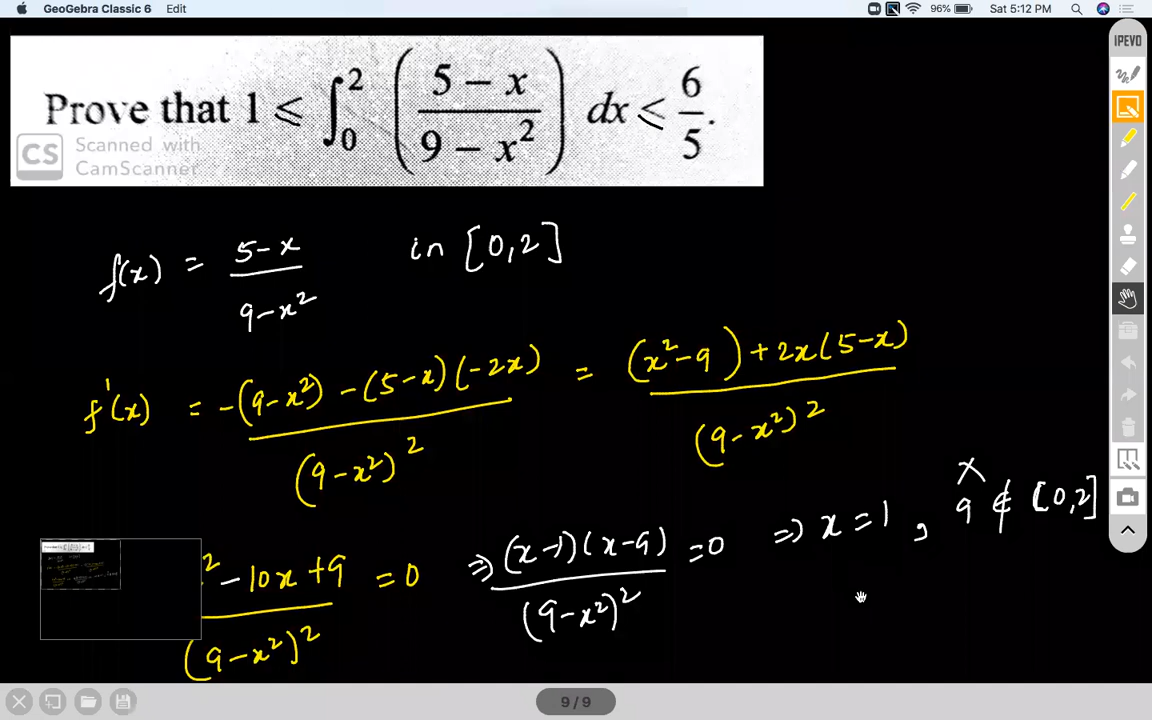 GeoGebra Classic 6 Edit 96% Sat 5:12 PM
IPEVO
Prove that 1 ⩽ ∫₀² ( (5 − x) / (9 − x²) ) dx ⩽ 6/5.
CS Scanned with
CamScanner
f(x) = (5−x) / (9−x²) in [0,2]
f'(x) = (−(9−x²) − (5−x)(−2x)) / (9−x²)² = ((x²−9) + 2x(5−x)) / (9−x²)²
² − 10x + 9 / (9−x²)² = 0 ⇒ (x−1)(x−9) / (9−x²)² = 0 ⇒ x = 1 , 9 ∉ [0,2]
x
9 / 9